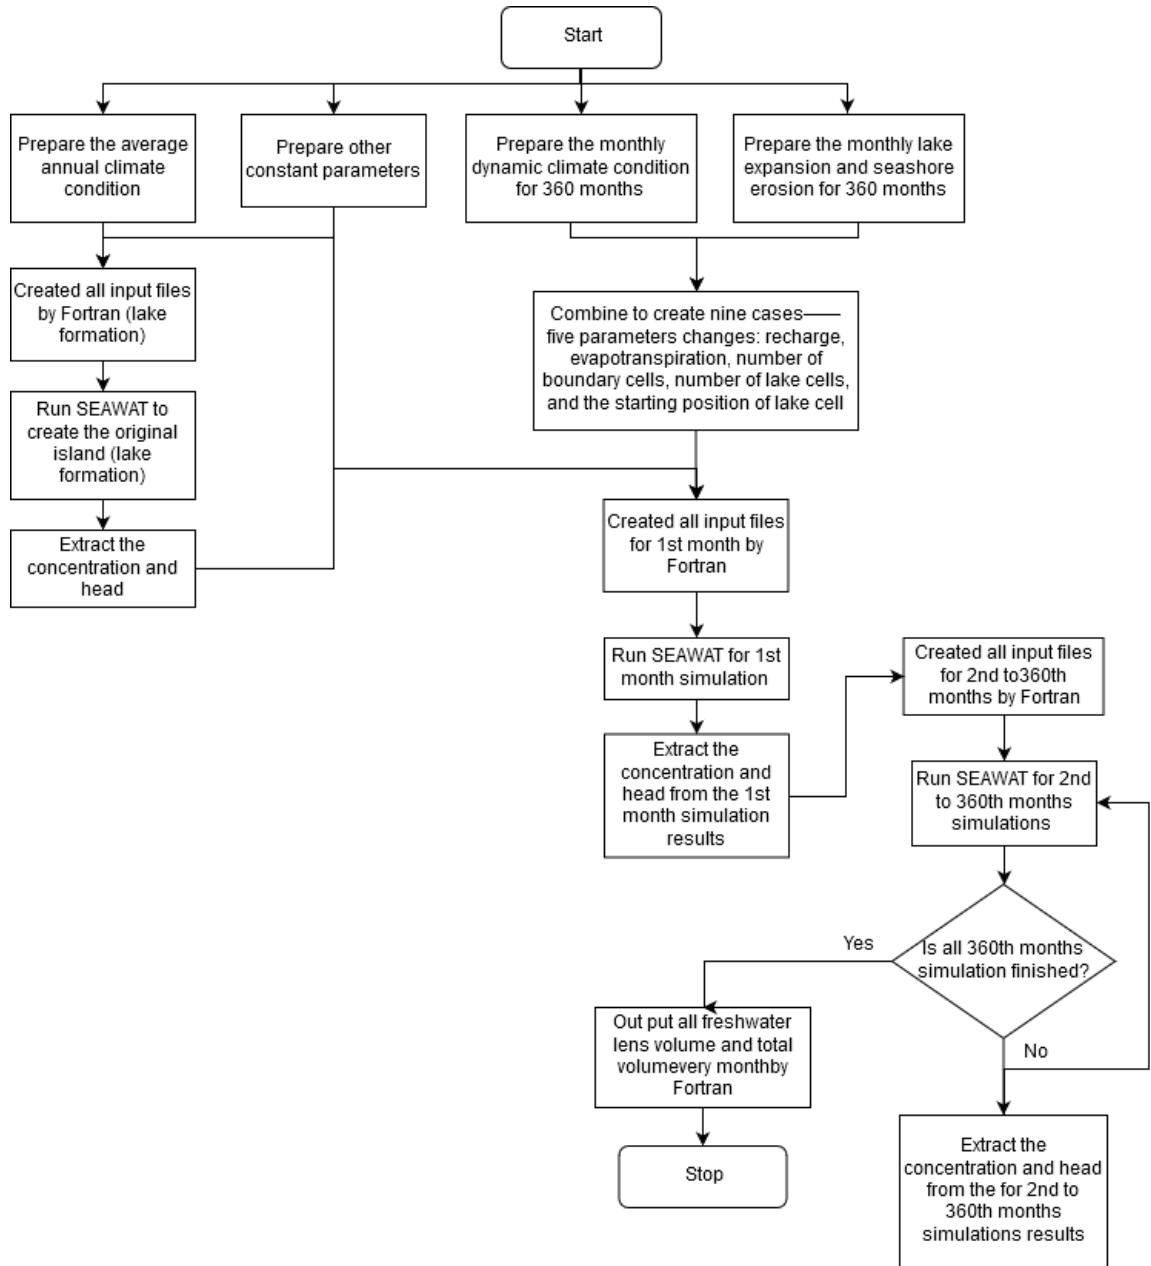 Start
Prepare the average
annual climate
condition
Prepare other
constant parameters
Prepare the monthly
dynamic climate condition
for 360 months
Prepare the monthly lake
expansion and seashore
erosion for 360 months
Created all input files
by Fortran (lake
formation)
Run SEAWAT to
create the original
island (lake
formation)
Extract the
concentration and
head
Combine to create nine cases——
five parameters changes: recharge,
evapotranspiration, number of
boundary cells, number of lake cells,
and the starting position of lake cell
Created all input files
for 1st month by
Fortran
Run SEAWAT for 1st
month simulation
Extract the
concentration and
head from the 1st
month simulation
results
Created all input files
for 2nd to360th
months by Fortran
Run SEAWAT for 2nd
to 360th months
simulations
Is all 360th months
simulation finished?
Yes
No
Out put all freshwater
lens volume and total
volumevery monthby
Fortran
Stop
Extract the
concentration and head
from the for 2nd to
360th months
simulations results